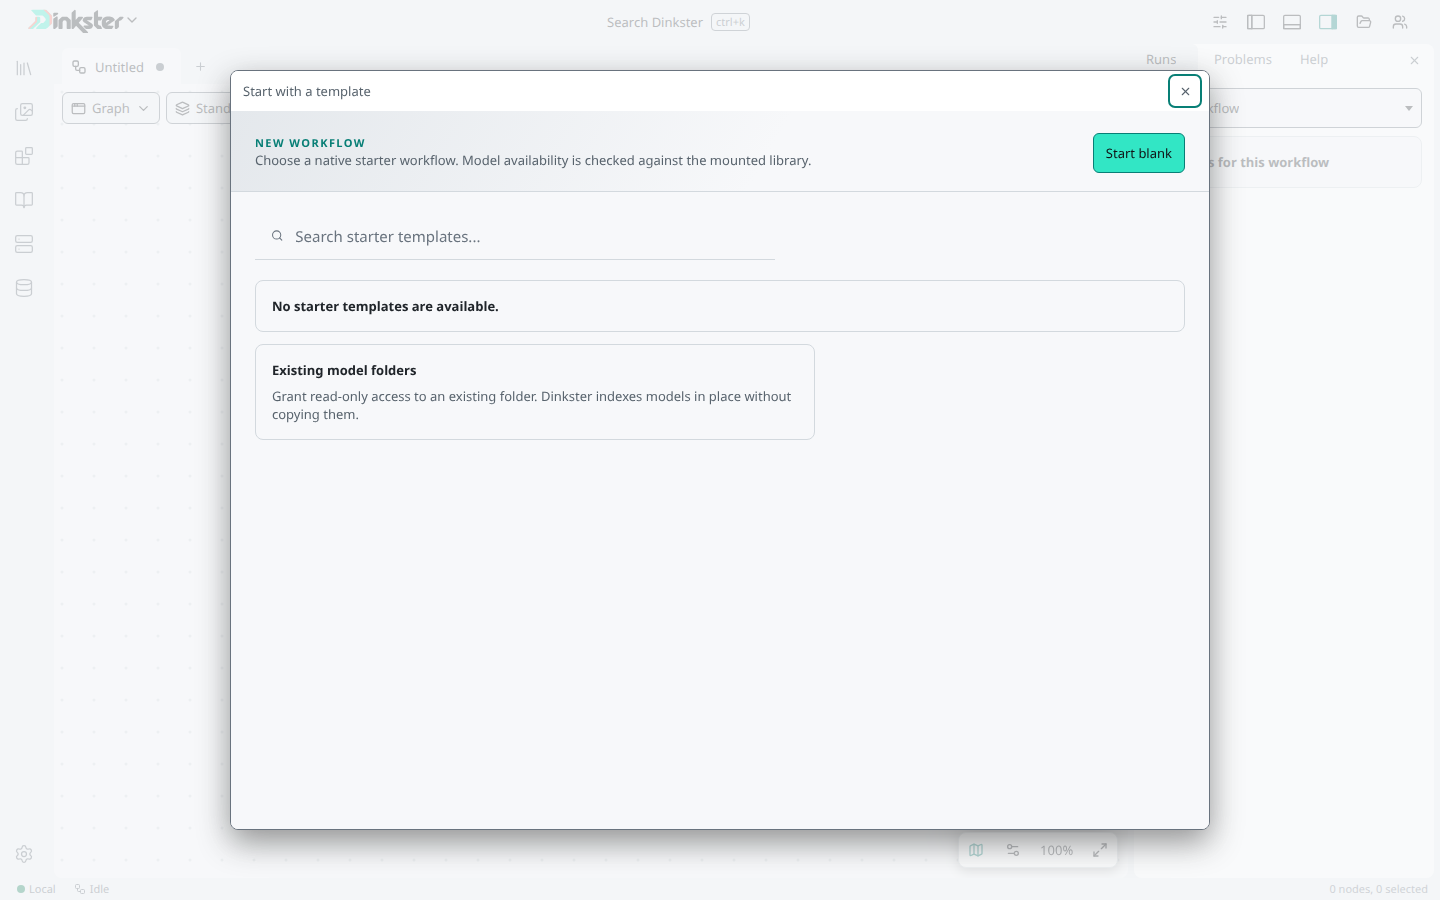 Dinkster
Search Dinkster ctrl+k
Untitled
Runs Problems Help
Graph
Stand
kflow
s for this workflow
Start with a template
NEW WORKFLOW
Choose a native starter workflow. Model availability is checked against the mounted library.
Start blank
Search starter templates...
No starter templates are available.
Existing model folders
Grant read-only access to an existing folder. Dinkster indexes models in place without
copying them.
100%
Local Idle
0 nodes, 0 selected